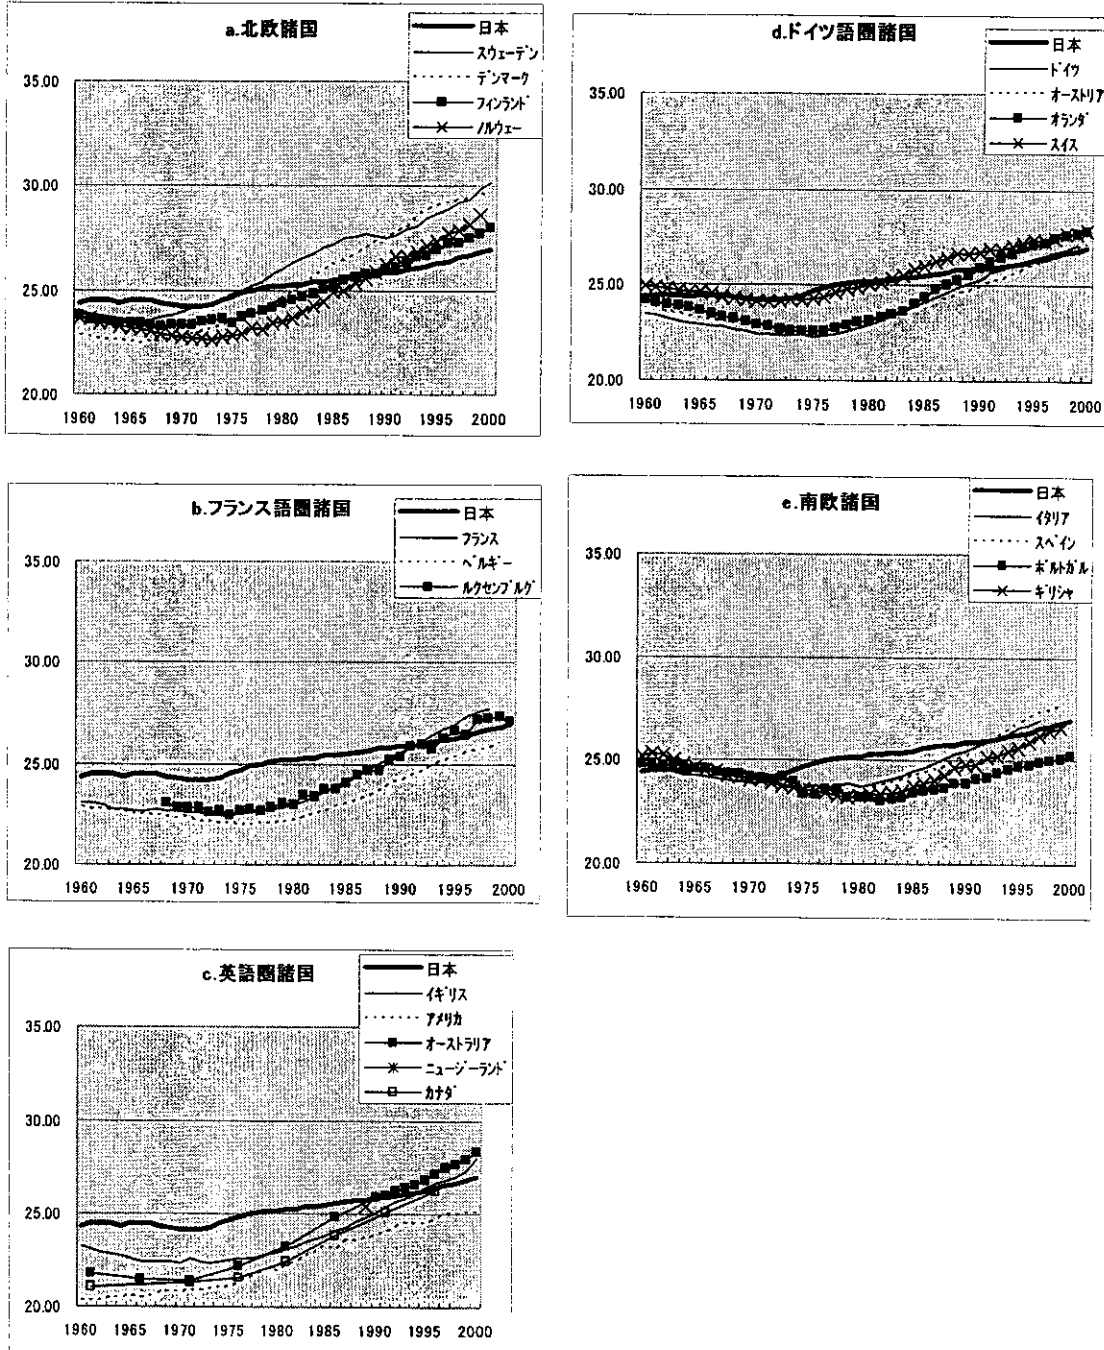 a.北欧諸国
日本
スウェーデン
デンマーク
フィンランド
ノルウェー
35.00
30.00
25.00
20.00
1960 1965 1970 1975 1980 1985 1990 1995 2000
d.ドイツ語圏諸国
日本
ドイツ
オーストリア
オランダ
スイス
35.00
30.00
25.00
20.00
1960 1965 1970 1975 1980 1985 1990 1995 2000
b.フランス語圏諸国
日本
フランス
ベルギー
ルクセンブルグ
35.00
30.00
25.00
20.00
1960 1965 1970 1975 1980 1985 1990 1995 2000
e.南欧諸国
日本
イタリア
スペイン
ポルトガル
ギリシャ
35.00
30.00
25.00
20.00
1960 1965 1970 1975 1980 1985 1990 1995 2000
c.英語圏諸国
日本
イギリス
アメリカ
オーストラリア
ニュージーランド
カナダ
35.00
30.00
25.00
20.00
1960 1965 1970 1975 1980 1985 1990 1995 2000